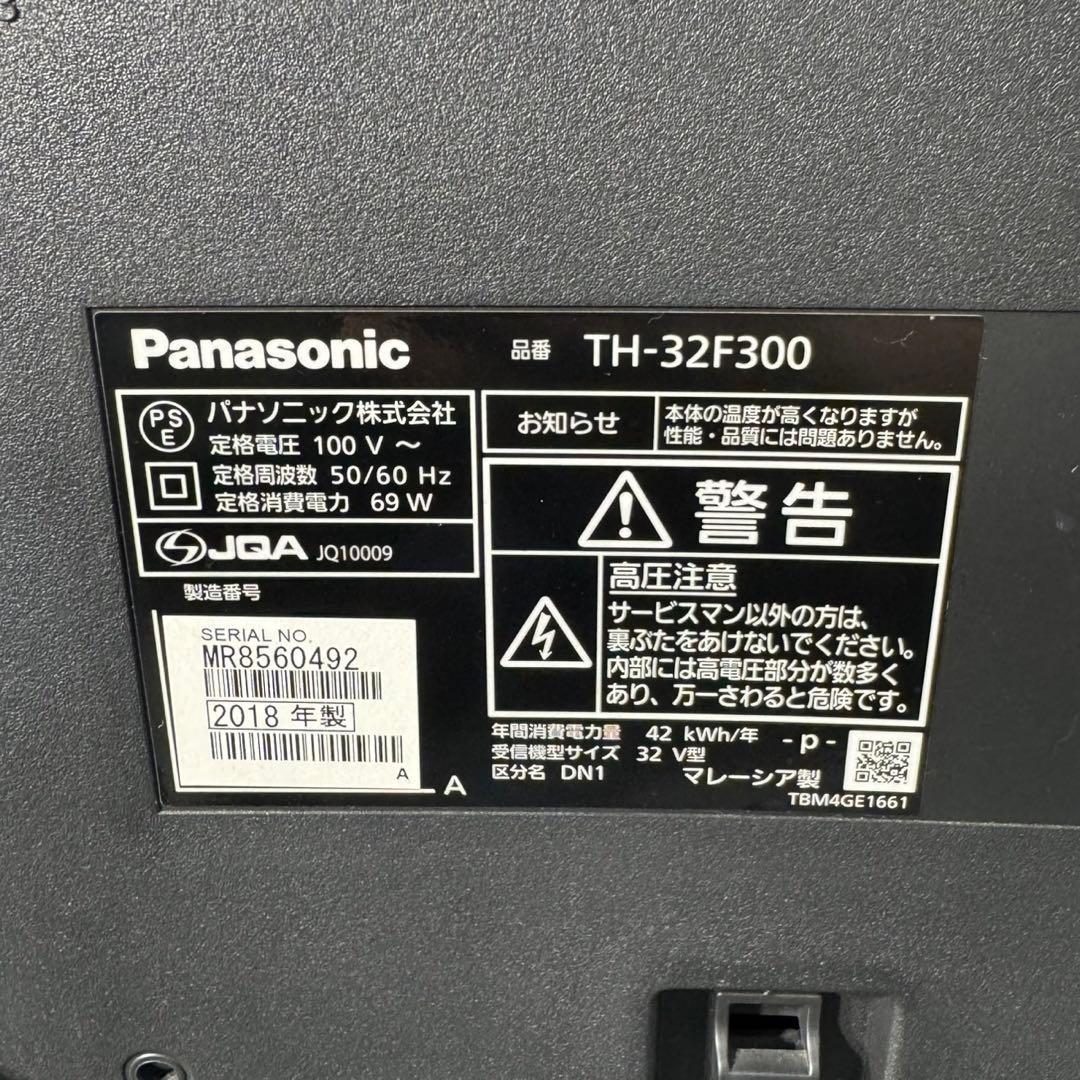 Panasonic
品番 TH-32F300
PS
E
パナソニック株式会社
定格電圧 100 V ～
定格周波数 50/60 Hz
定格消費電力 69 W
JQA JQ10009
製造番号
SERIAL NO.
MR8560492
2018 年製
A
A
お知らせ
本体の温度が高くなりますが
性能・品質には問題ありません。
警告
高圧注意
サービスマン以外の方は、
裏ぶたをあけないでください。
内部には高電圧部分が数多く
あり、万一さわると危険です。
年間消費電力量 42 kWh/年
受信機型サイズ 32 V型
区分名 DN1
-p-
マレーシア製
TBM4GE1661